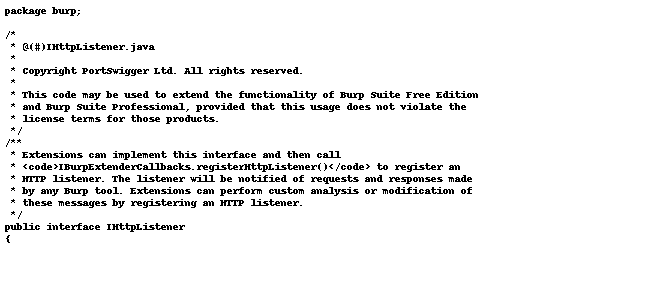 package burp;

/*
 * @(#)IHttpListener.java
 *
 * Copyright PortSwigger Ltd. All rights reserved.
 *
 * This code may be used to extend the functionality of Burp Suite Free Edition
 * and Burp Suite Professional, provided that this usage does not violate the
 * license terms for those products.
 */
/**
 * Extensions can implement this interface and then call
 * <code>IBurpExtenderCallbacks.registerHttpListener()</code> to register an
 * HTTP listener. The listener will be notified of requests and responses made
 * by any Burp tool. Extensions can perform custom analysis or modification of
 * these messages by registering an HTTP listener.
 */
public interface IHttpListener
{